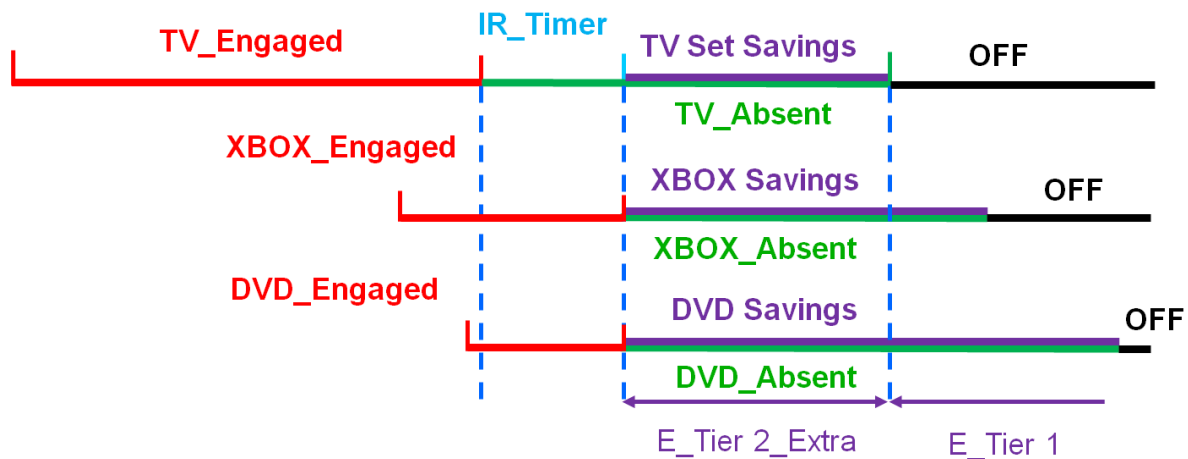 IR_Timer
TV_Engaged
TV Set Savings
OFF
TV_Absent
XBOX_Engaged
XBOX Savings
OFF
XBOX_Absent
DVD_Engaged
DVD Savings
OFF
DVD_Absent
E_Tier 2_Extra
E_Tier 1